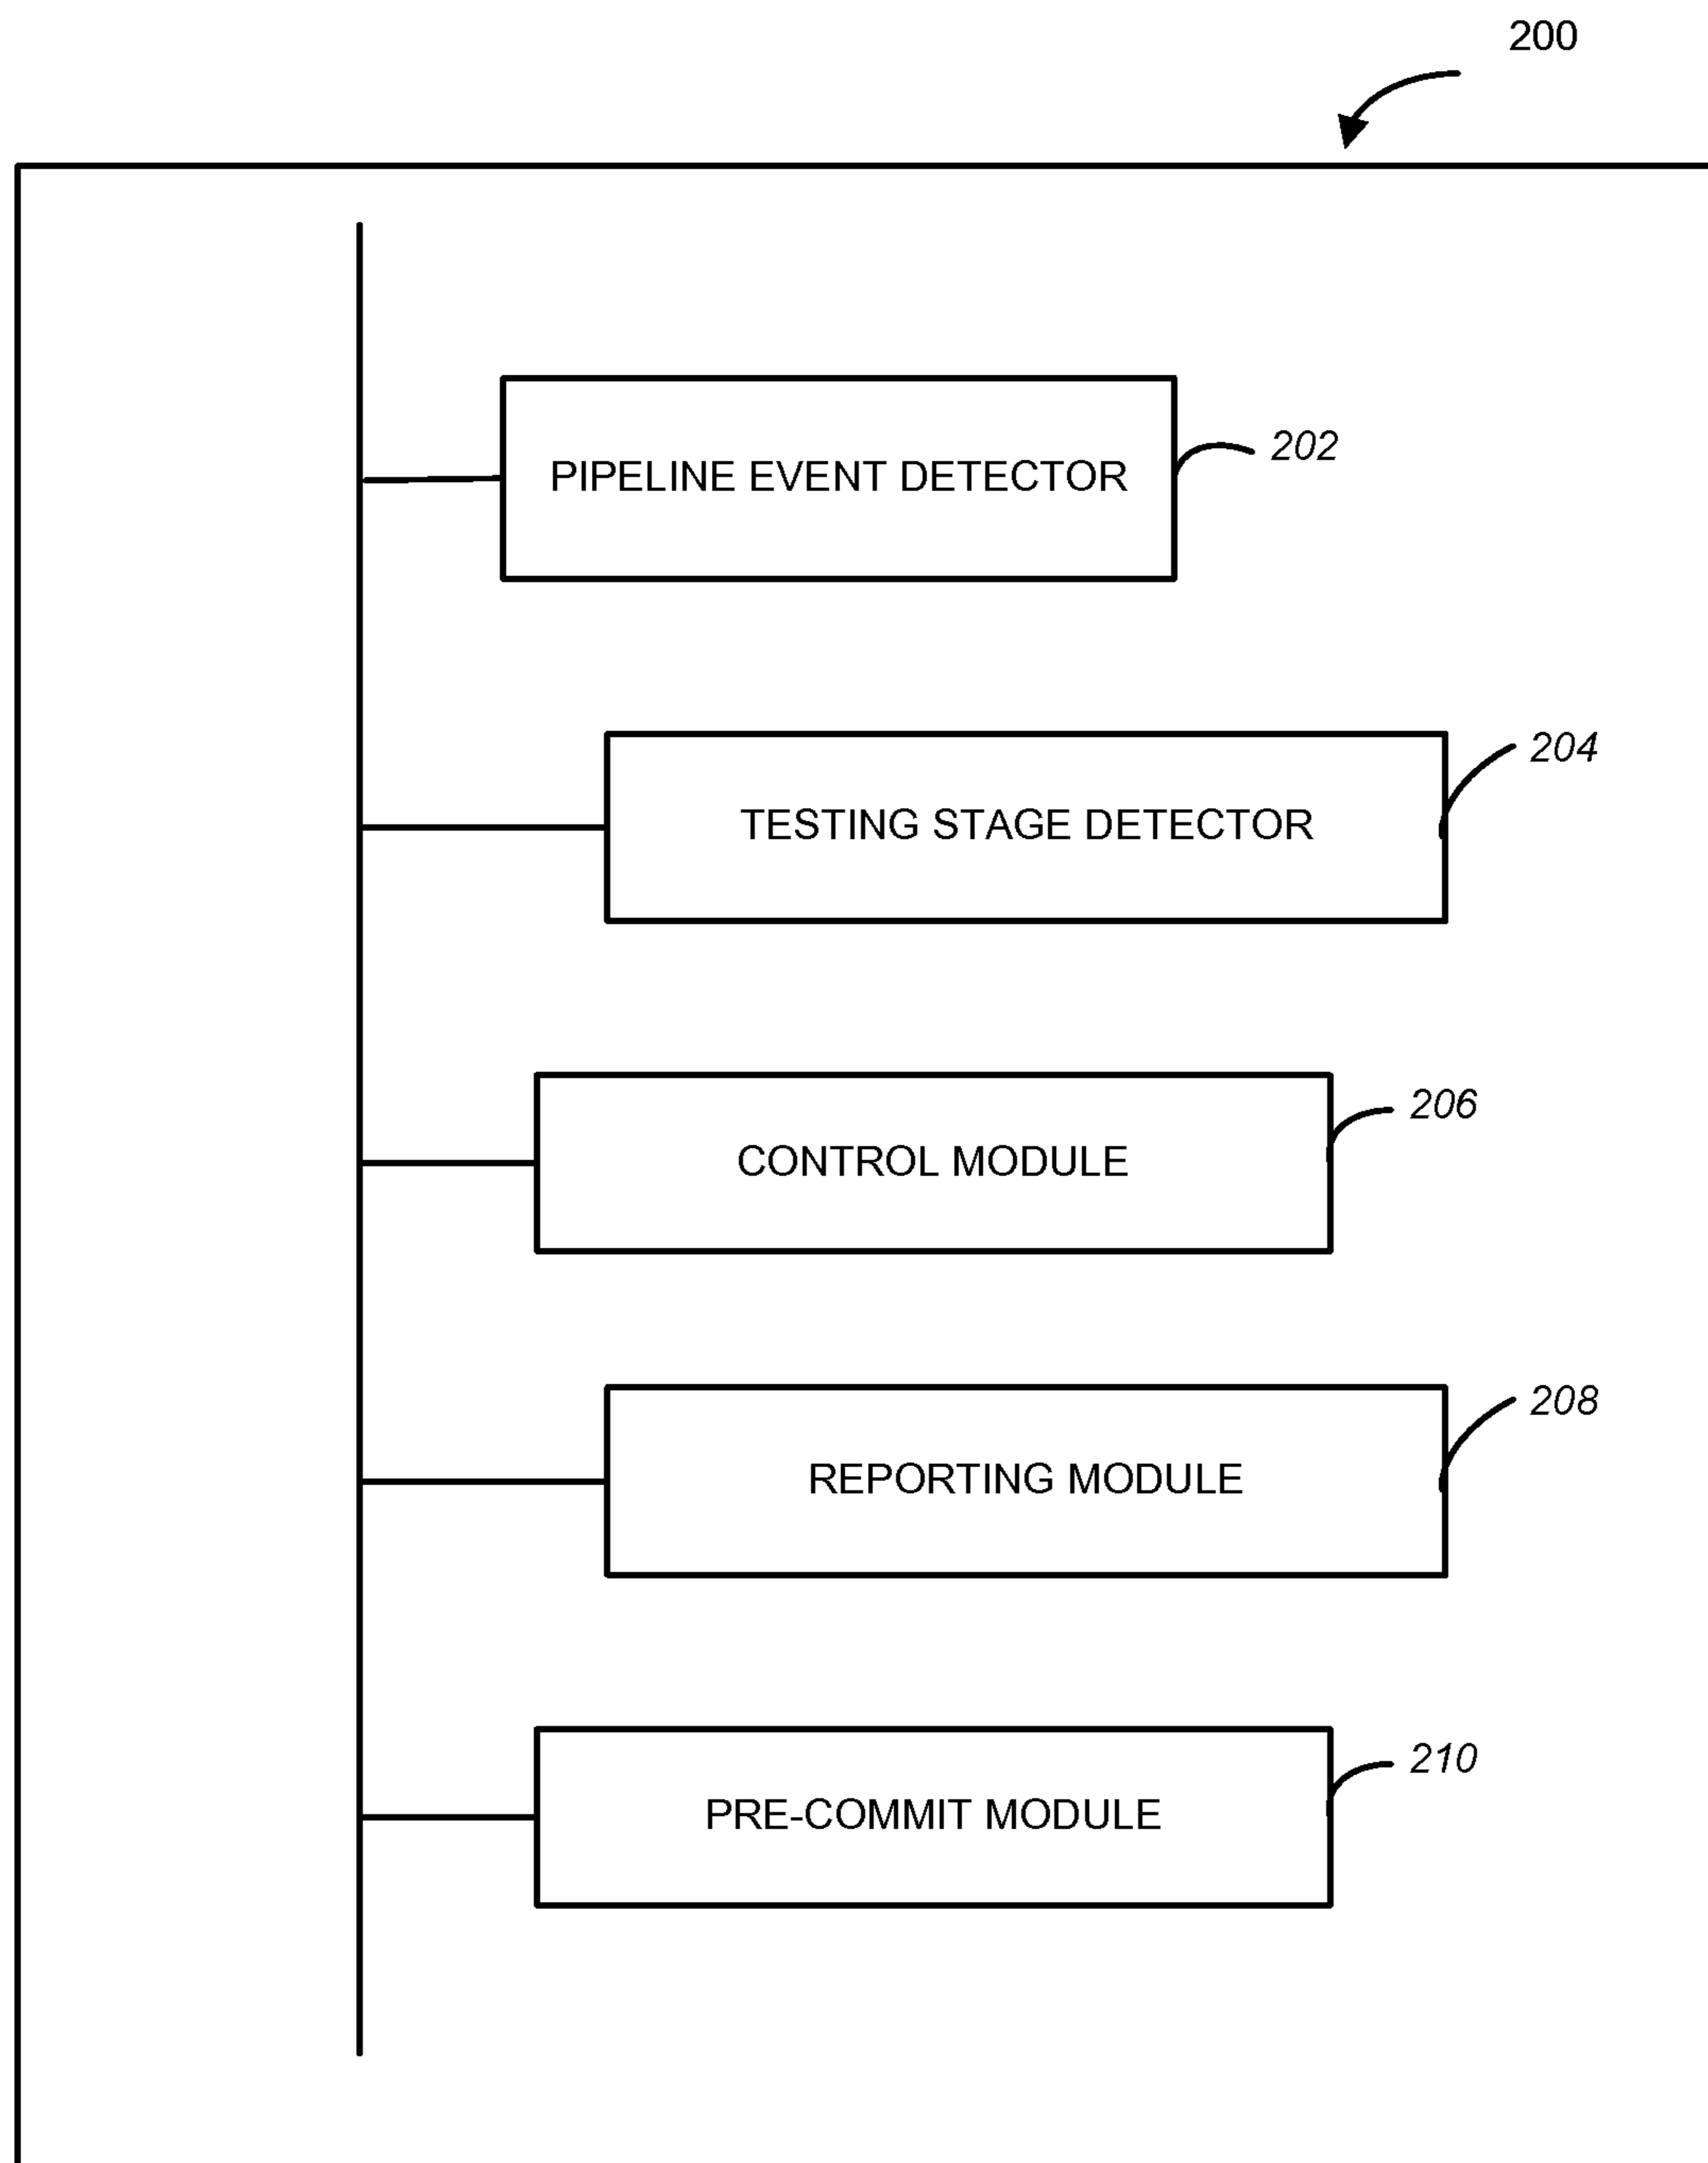 200
PIPELINE EVENT DETECTOR
202
TESTING STAGE DETECTOR
204
CONTROL MODULE
206
REPORTING MODULE
208
PRE-COMMIT MODULE
210